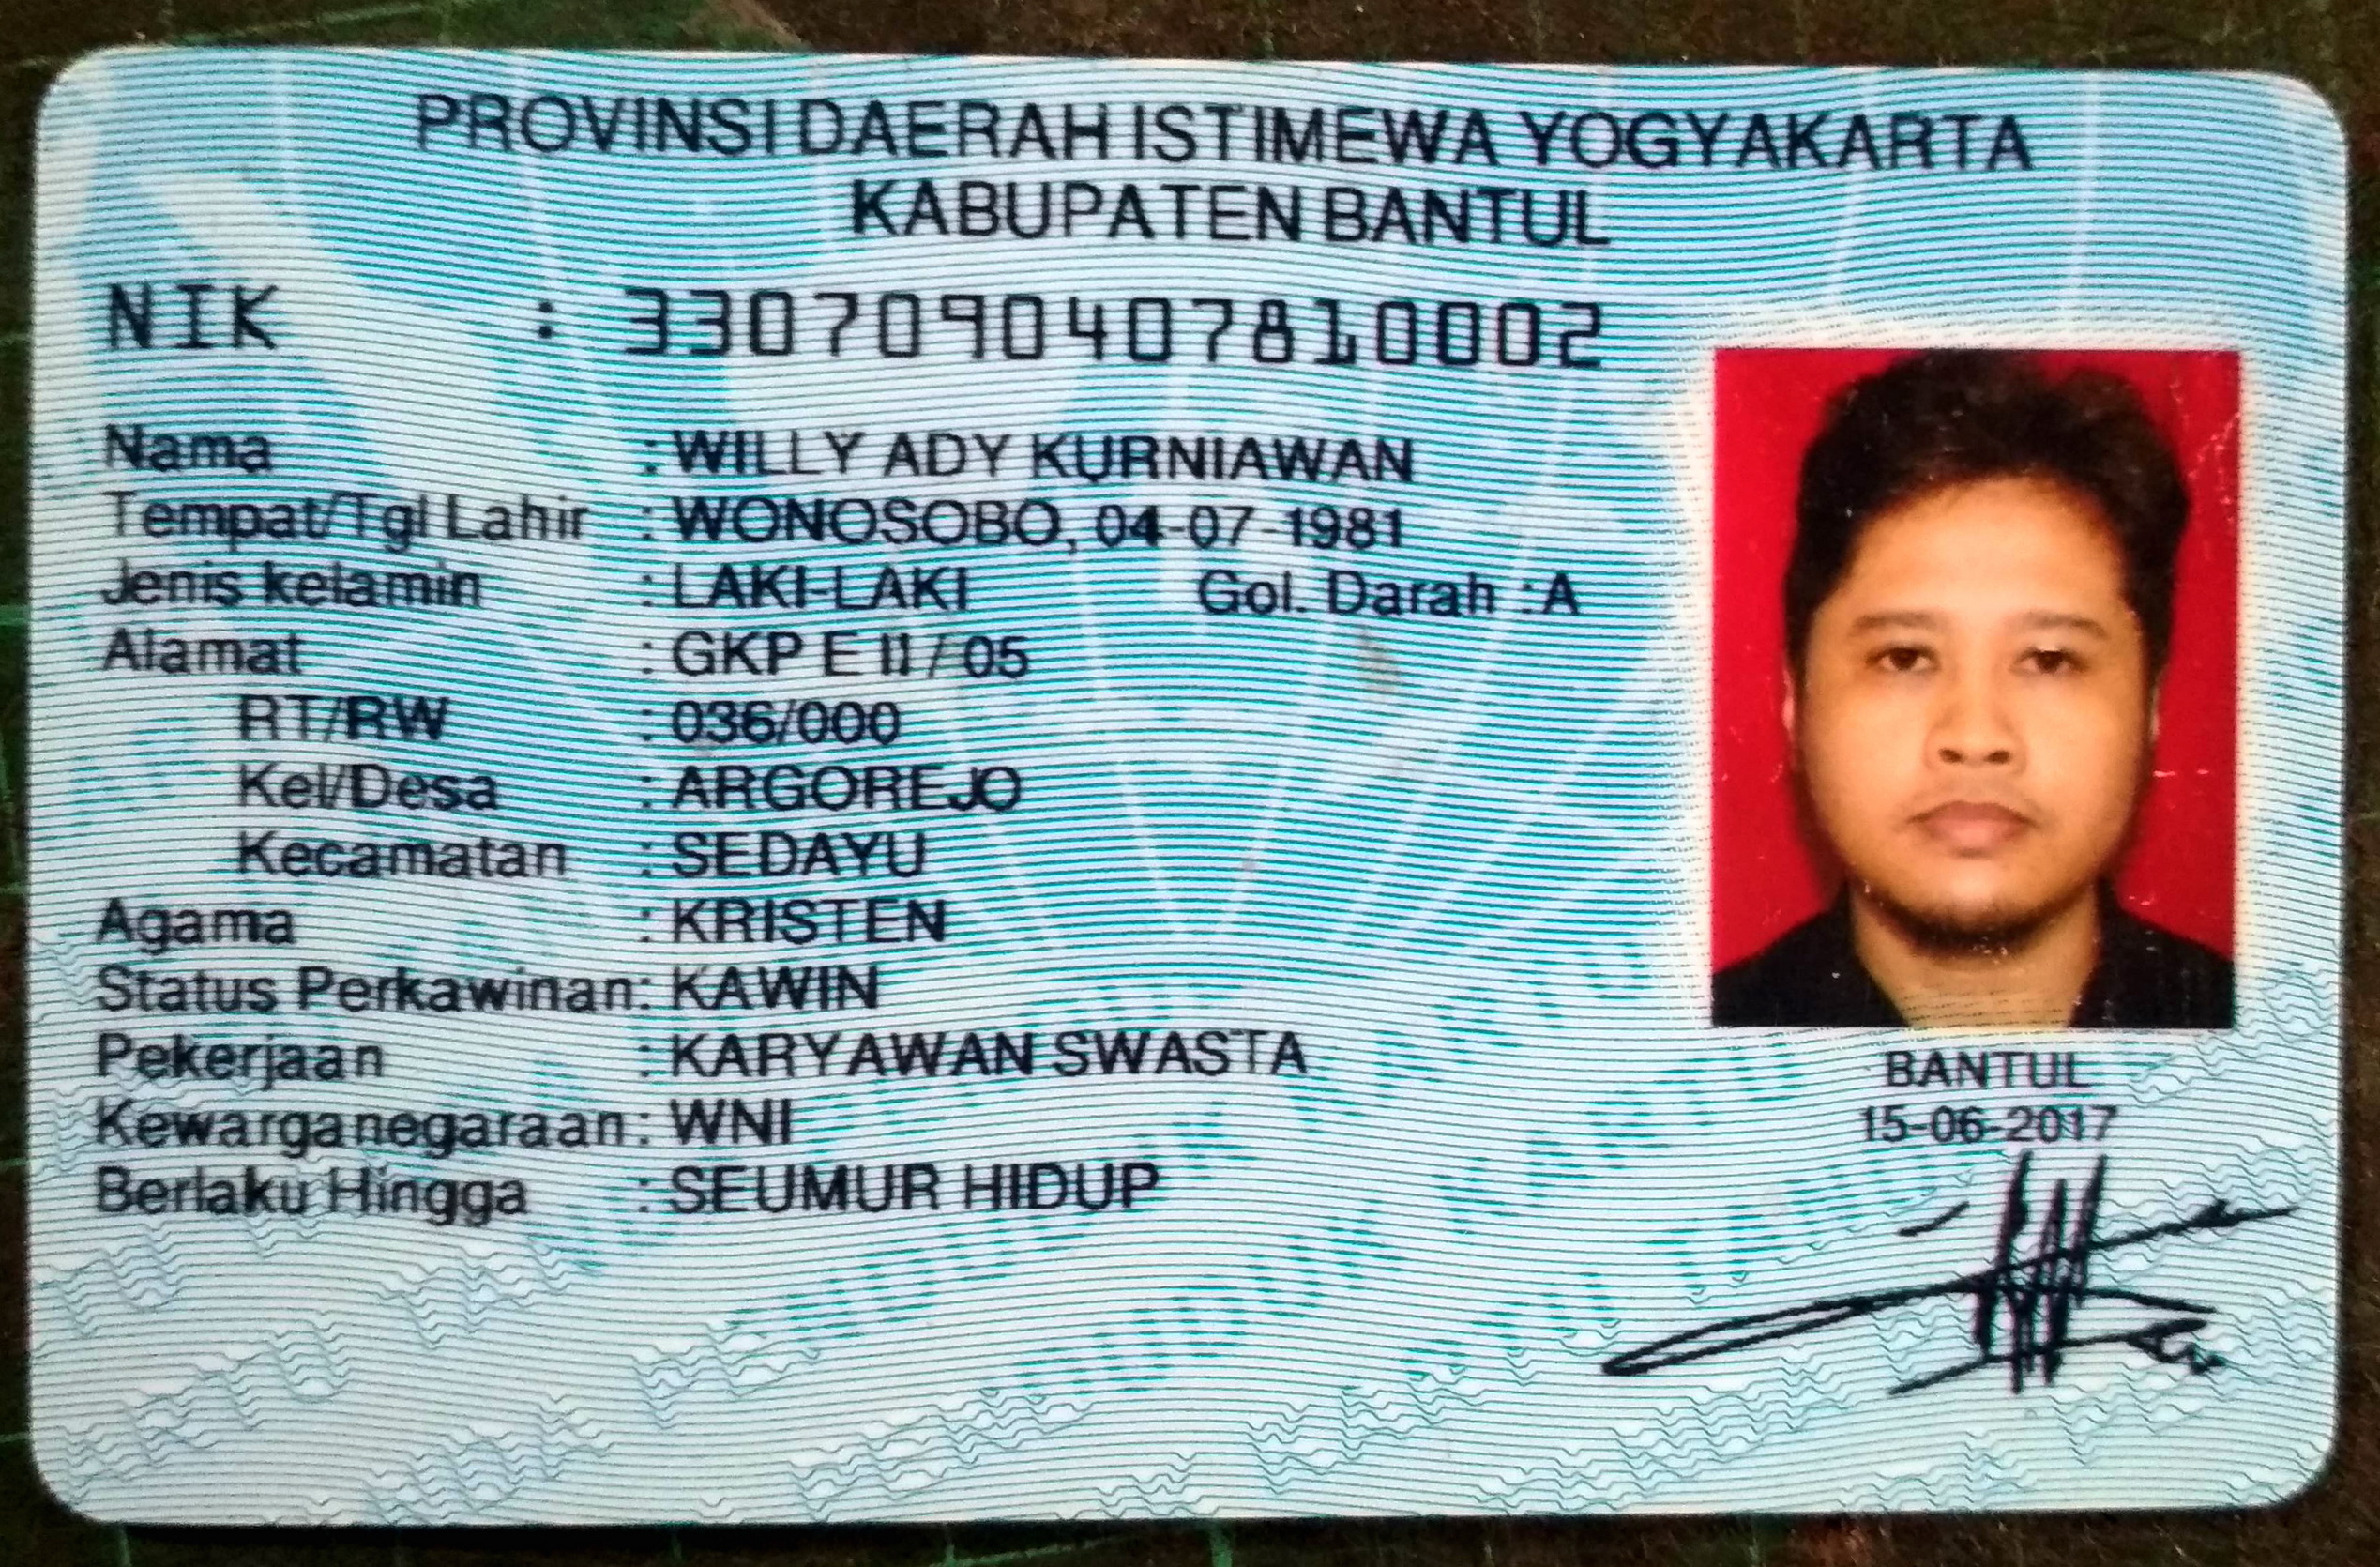 PROVINSI DAERAH ISTIMEWA YOGYAKARTA
KABUPATEN BANTUL
NIK : 3307090407810002
Nama : WILLY ADY KURNIAWAN
Tempat/Tgl Lahir : WONOSOBO, 04-07-1981
Jenis kelamin : LAKI-LAKI Gol. Darah : A
Alamat : GKP E II / 05
RT/RW : 036/000
Kel/Desa : ARGOREJO
Kecamatan : SEDAYU
Agama : KRISTEN
Status Perkawinan : KAWIN
Pekerjaan : KARYAWAN SWASTA
Kewarganegaraan : WNI
Berlaku Hingga : SEUMUR HIDUP
BANTUL
15-06-2017